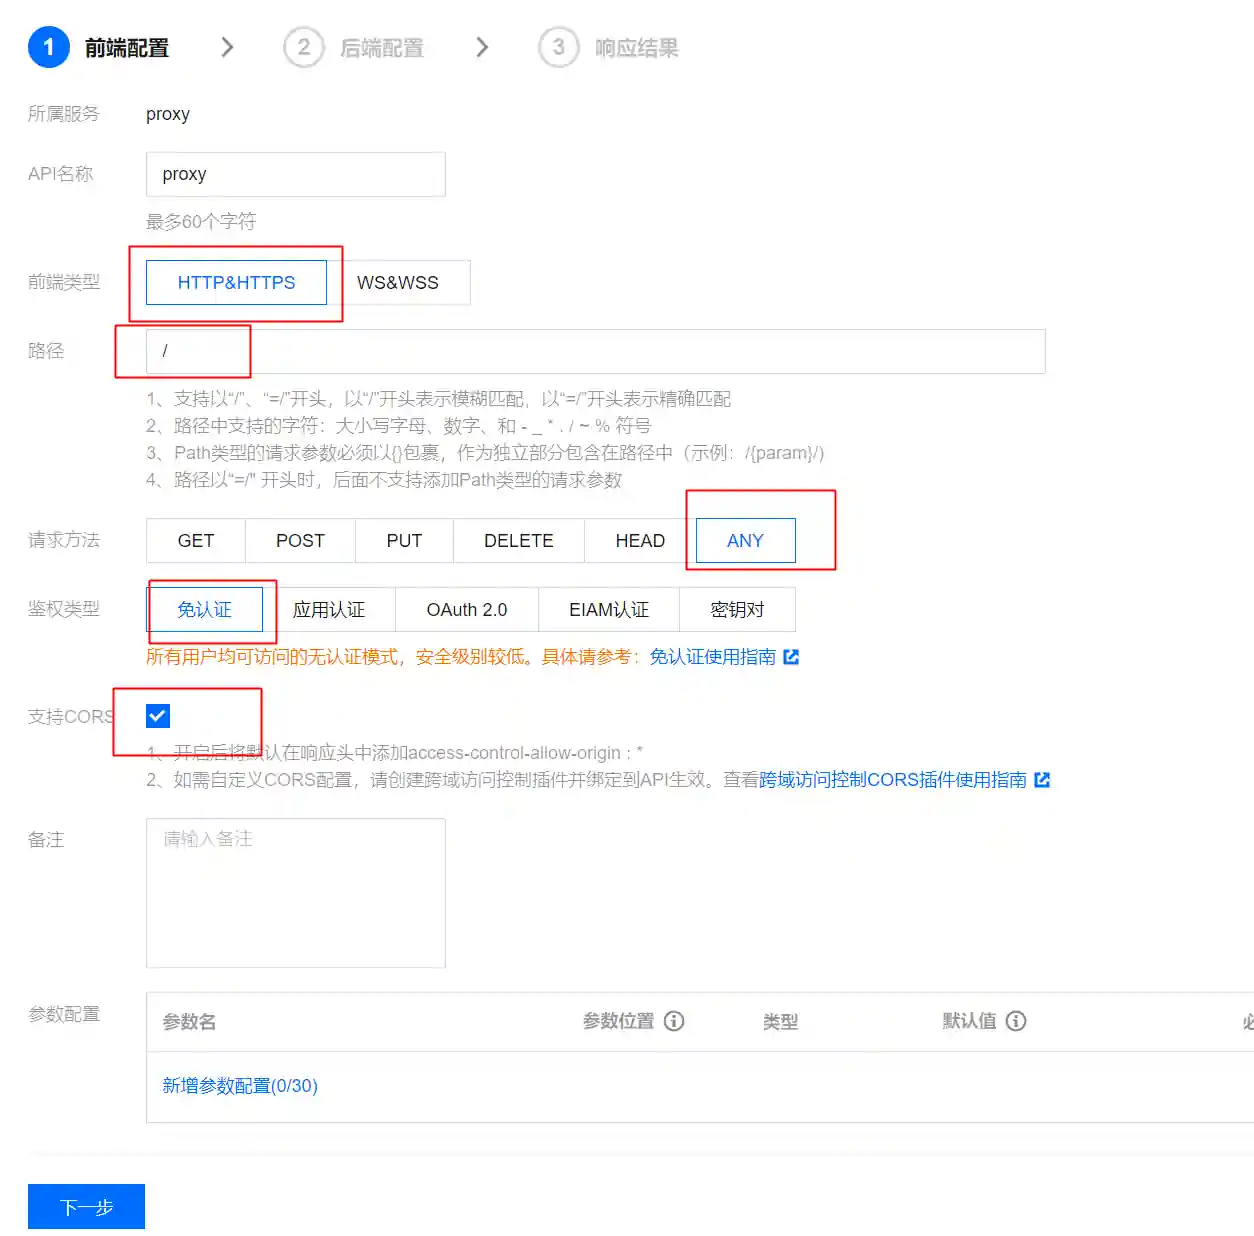 1 前端配置 2 后端配置 3 响应结果
所属服务 proxy
API名称 proxy
最多60个字符
前端类型 HTTP&HTTPS WS&WSS
路径 /
1、支持以“/”、“=/”开头，以“/”开头表示模糊匹配，以“=/”开头表示精确匹配
2、路径中支持的字符：大小写字母、数字、和 - _ * . / ~ % 符号
3、Path类型的请求参数必须以{}包裹，作为独立部分包含在路径中（示例：/{param}/）
4、路径以“=/" 开头时，后面不支持添加Path类型的请求参数
请求方法 GET POST PUT DELETE HEAD ANY
鉴权类型 免认证 应用认证 OAuth 2.0 EIAM认证 密钥对
所有用户均可访问的无认证模式，安全级别较低。具体请参考：免认证使用指南
支持CORS
1、开启后将默认在响应头中添加access-control-allow-origin : *
2、如需自定义CORS配置，请创建跨域访问控制插件并绑定到API生效。查看跨域访问控制CORS插件使用指南
备注 请输入备注
参数配置 参数名 参数位置 类型 默认值 必
新增参数配置(0/30)
下一步